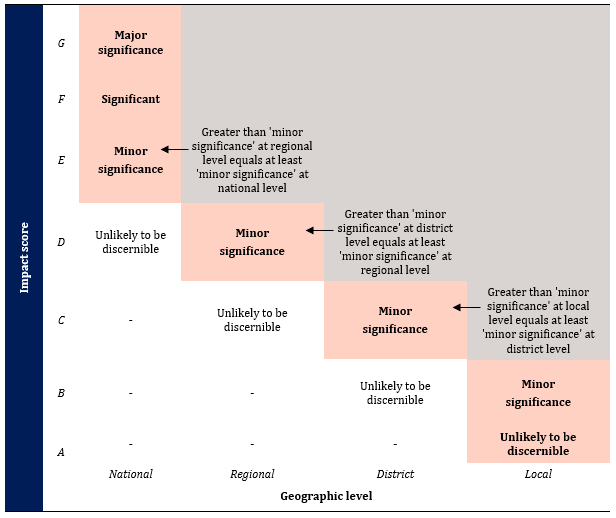 Impact score
G
Major
significance
F
Significant
E
Minor
significance
Greater than 'minor
significance' at regional
level equals at least
'minor significance' at
national level
D
Unlikely to be
discernible
Minor
significance
Greater than 'minor
significance' at district
level equals at least
'minor significance' at
regional level
C
-
Unlikely to be
discernible
Minor
significance
Greater than 'minor
significance' at local
level equals at least
'minor significance' at
district level
B
-
-
Unlikely to be
discernible
Minor
significance
A
-
-
-
Unlikely to be
discernible
National
Regional
District
Local
Geographic level